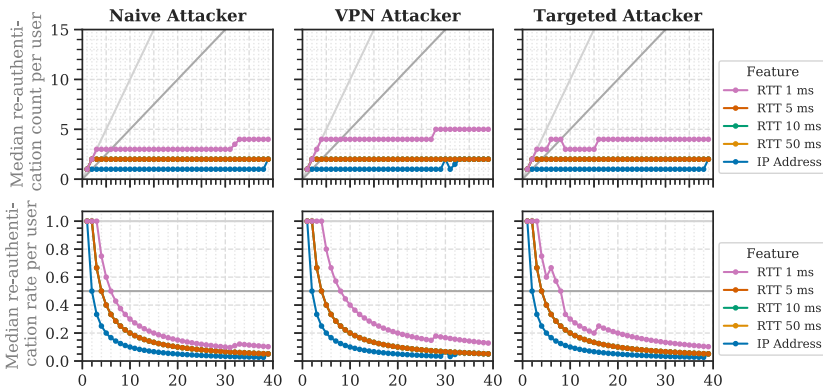 Naive Attacker
VPN Attacker
Targeted Attacker
Median re-authenti-
cation count per user
15
10
5
0
Feature
RTT 1 ms
RTT 5 ms
RTT 10 ms
RTT 50 ms
IP Address
Median re-authenti-
cation rate per user
1.0
0.8
0.6
0.4
0.2
0.0
0 10 20 30 40
0 10 20 30 40
0 10 20 30 40
Feature
RTT 1 ms
RTT 5 ms
RTT 10 ms
RTT 50 ms
IP Address